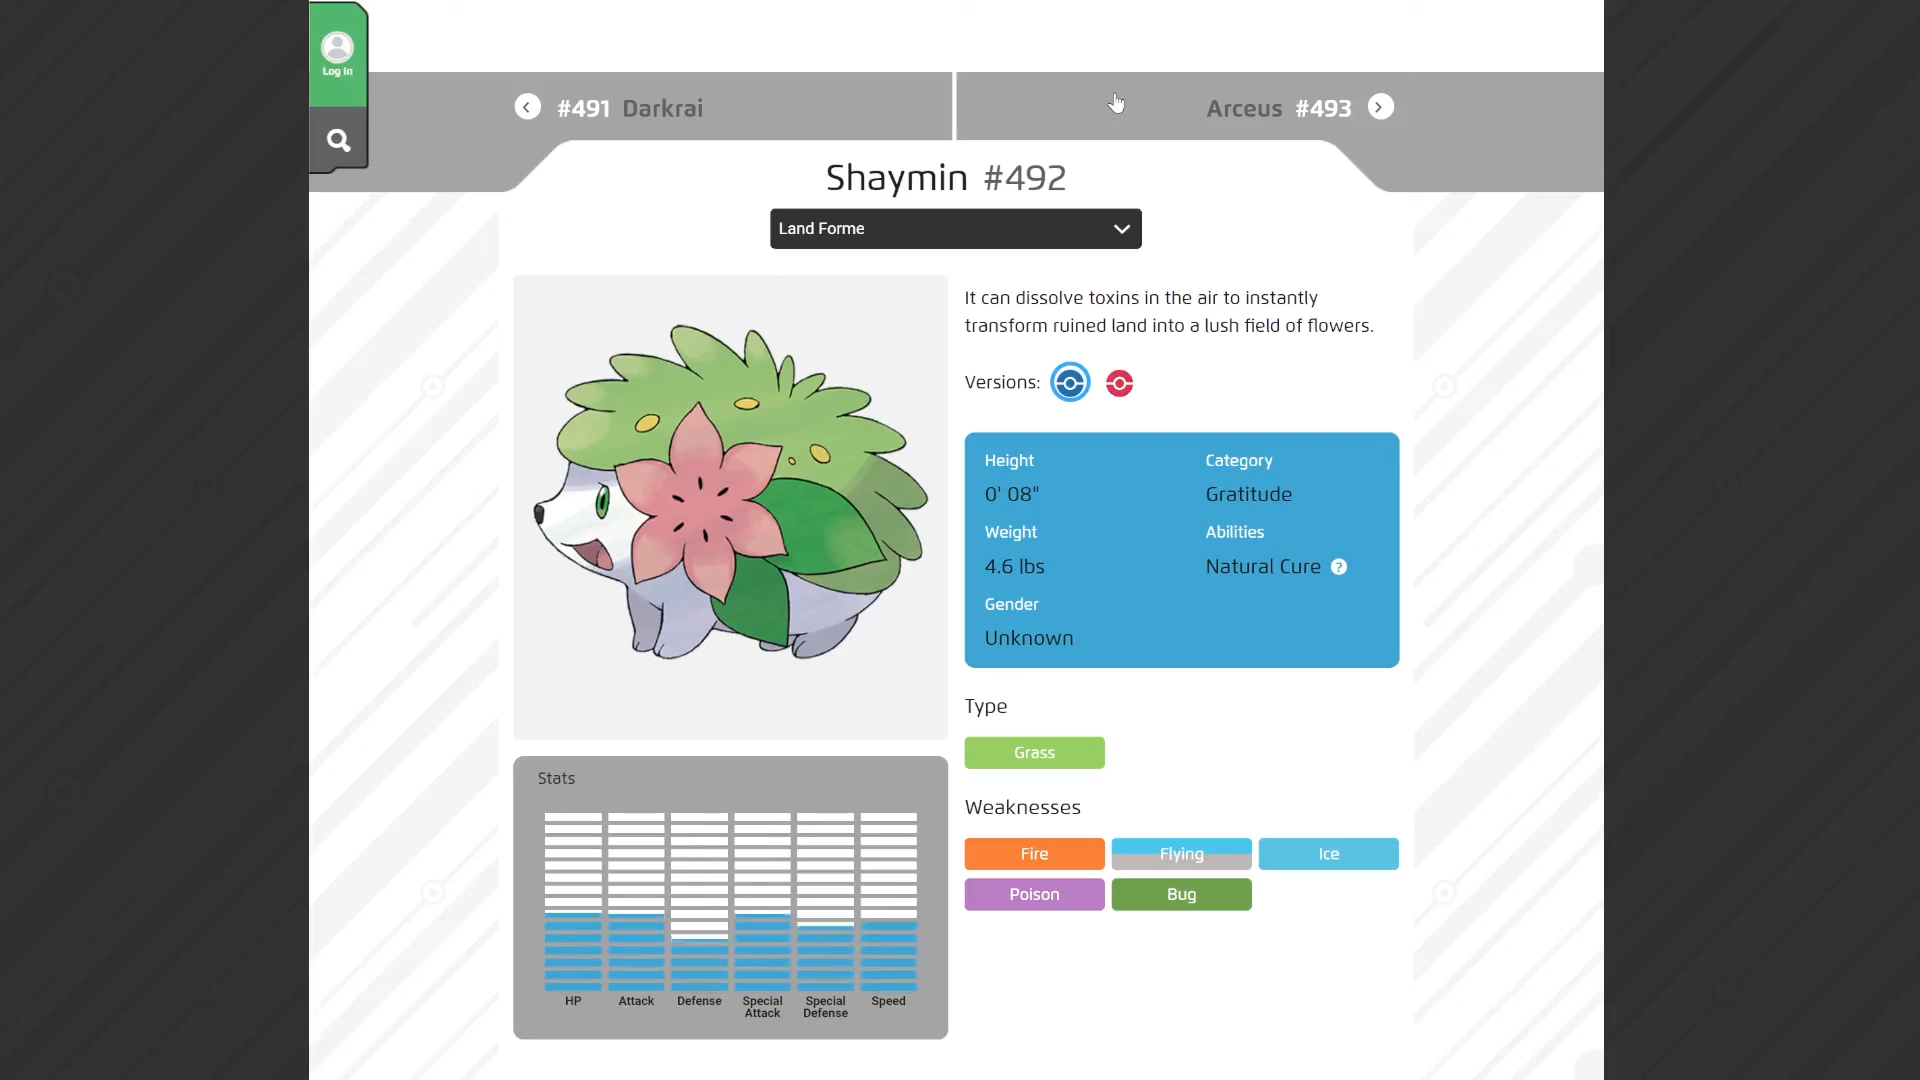 Log In
#491 Darkrai
Arceus #493
Shaymin #492
Land Forme
It can dissolve toxins in the air to instantly
transform ruined land into a lush field of flowers.
Versions:
Height
0' 08"
Weight
4.6 lbs
Gender
Unknown
Category
Gratitude
Abilities
Natural Cure ?
Type
Grass
Weaknesses
Fire
Flying
Ice
Poison
Bug
Stats
HP
Attack
Defense
Special
Attack
Special
Defense
Speed